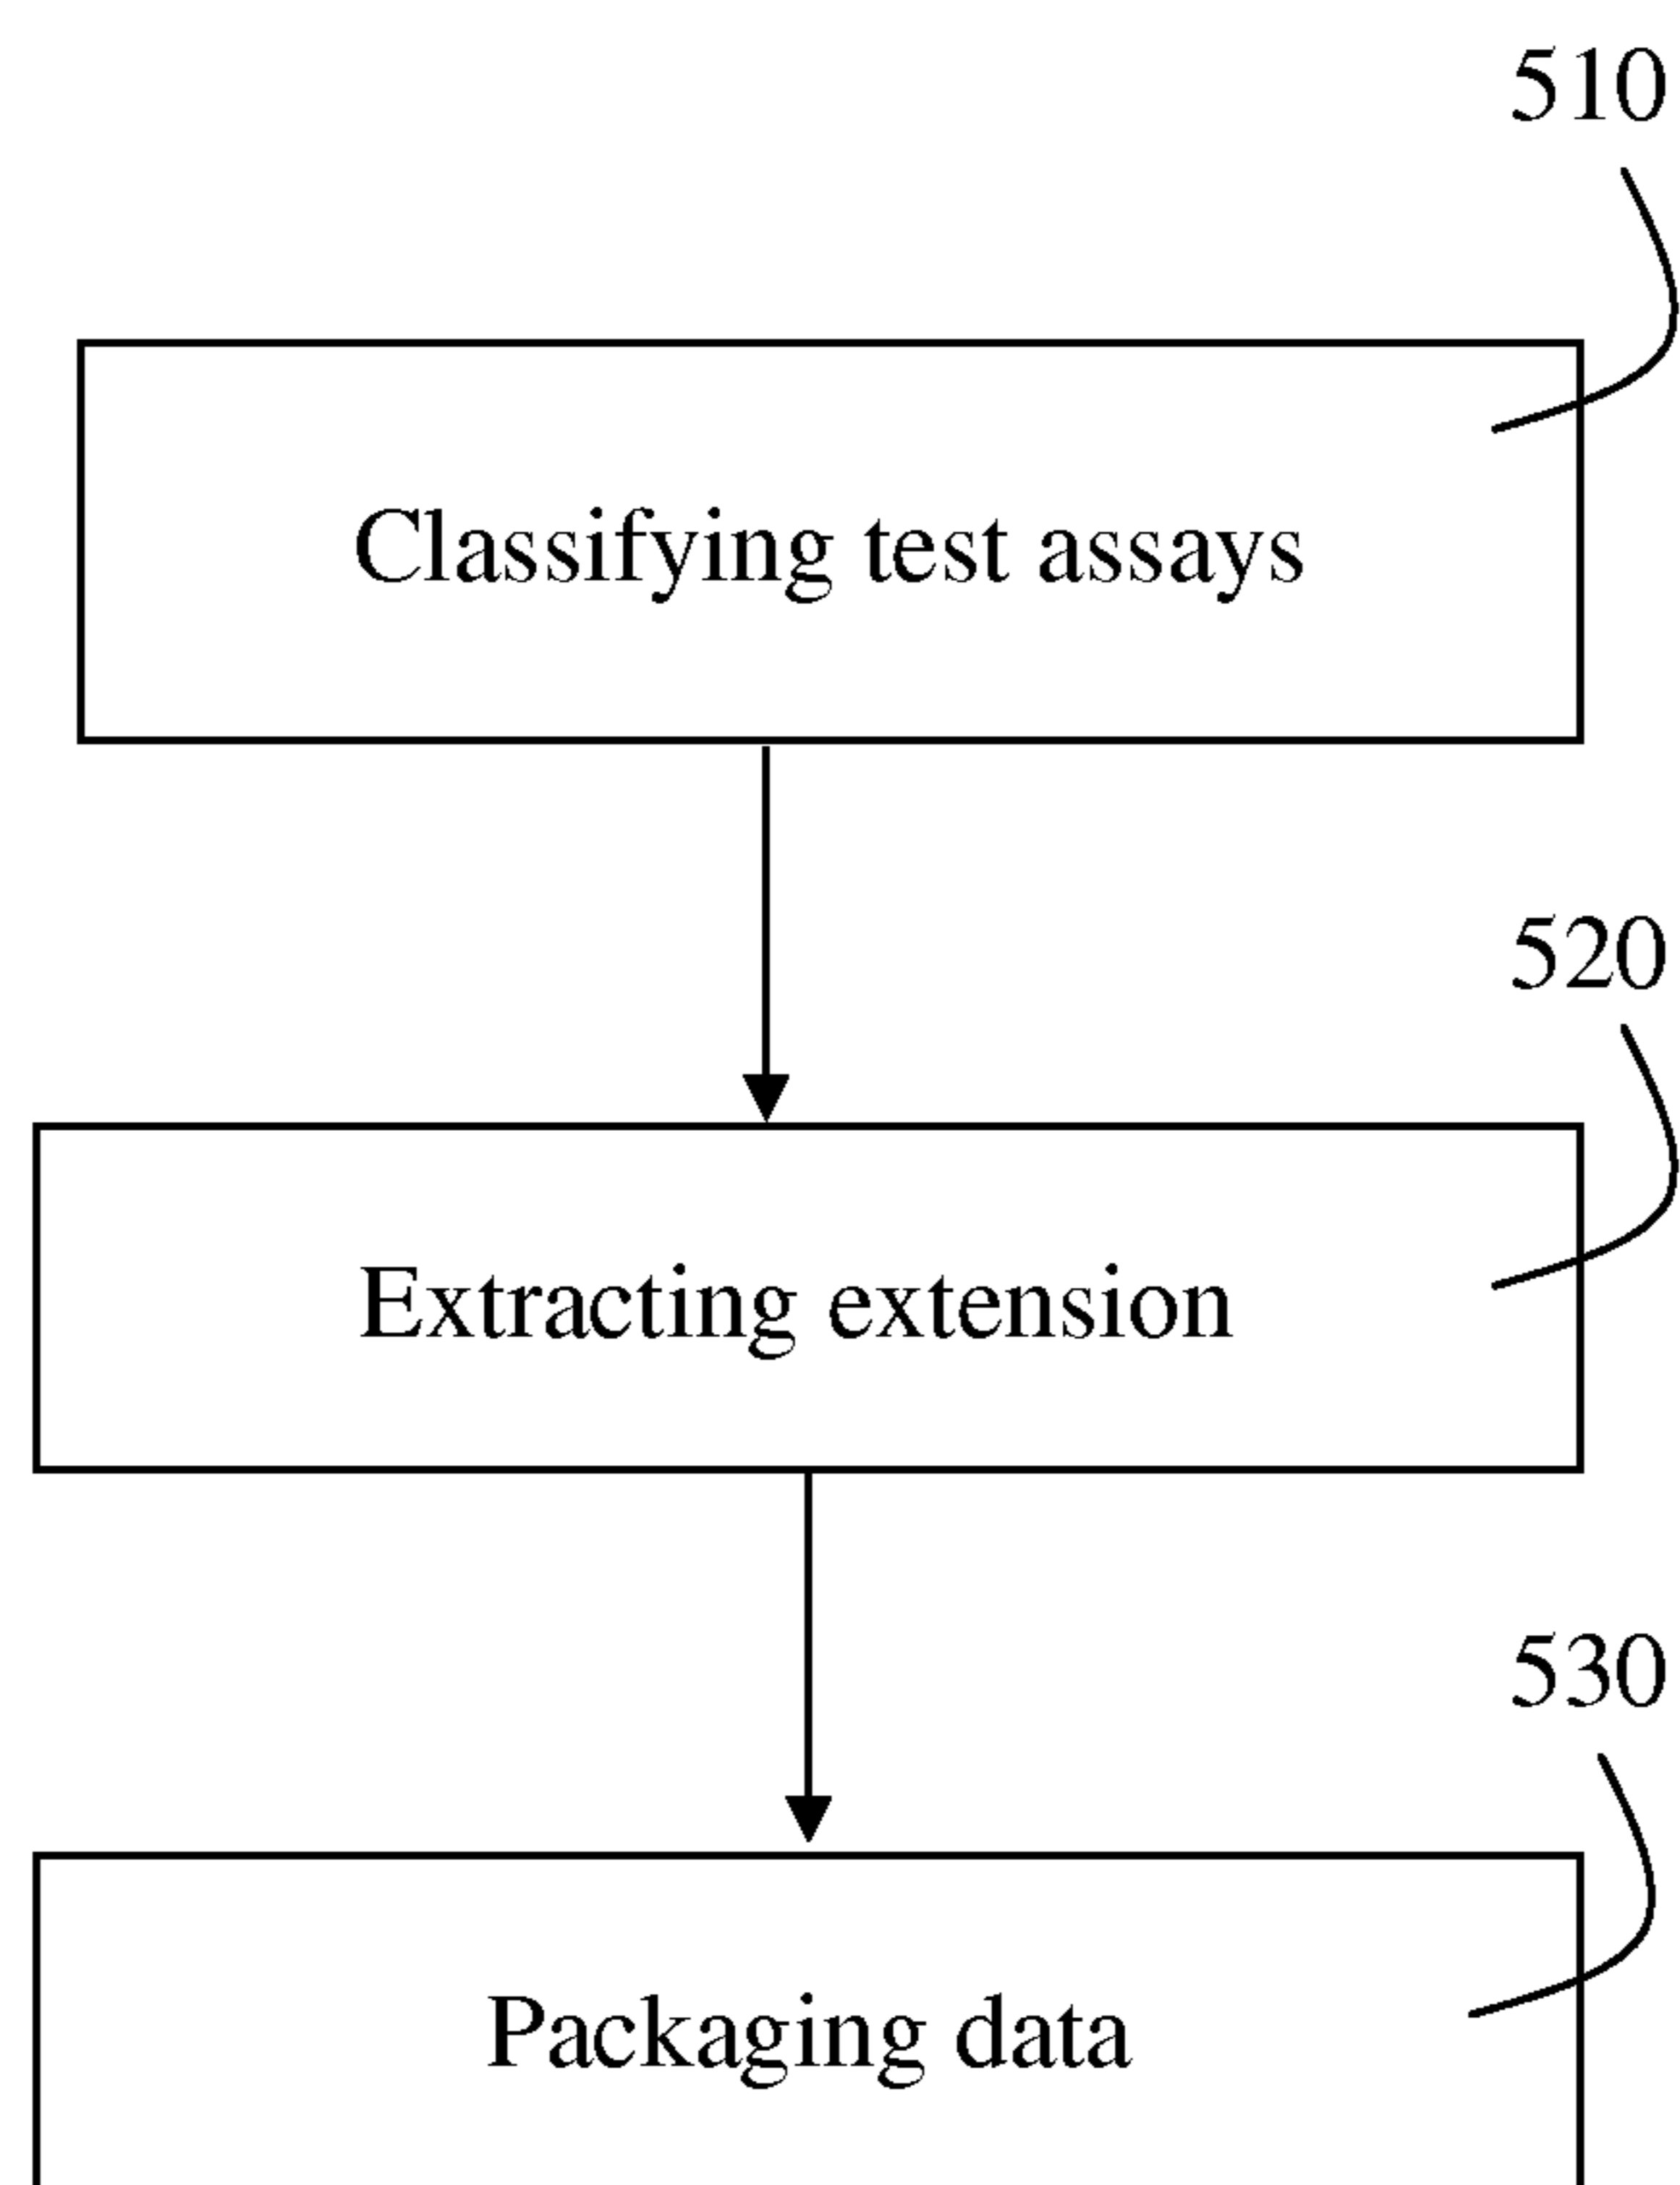 510
Classifying test assays
520
Extracting extension
530
Packaging data